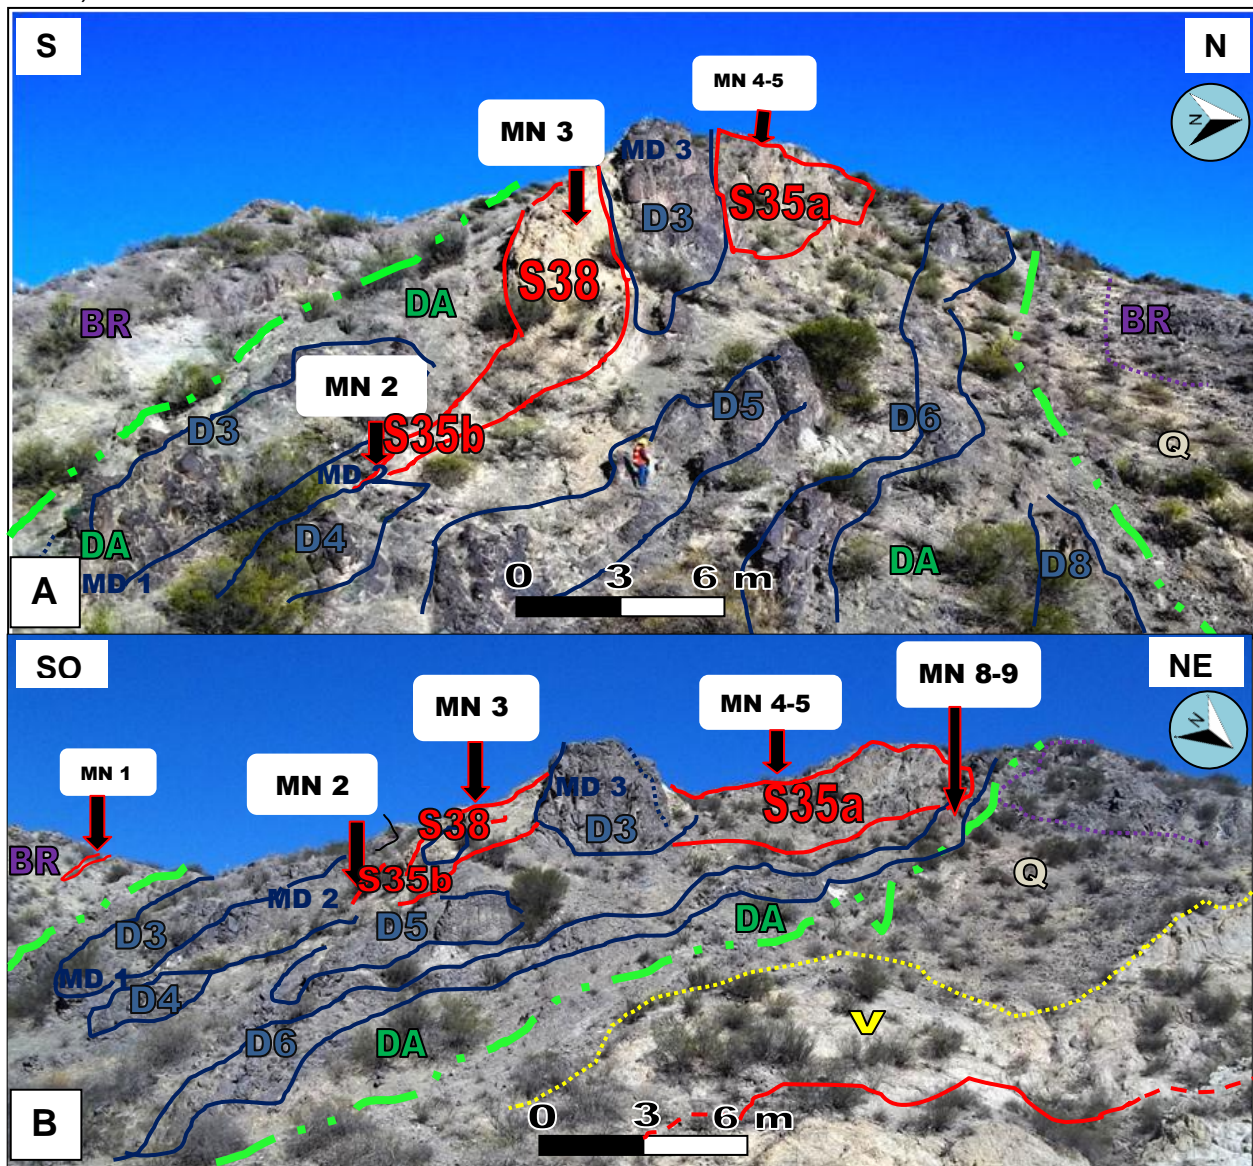 S
N
MN 4-5
N
MN 3
MD 3
D3
S35a
BR
DA
S38
BR
MN 2
D5
D3
S35b
D6
Q
MD 2
D4
DA
DA
D8
MD 1
0 3 6 m
A
SO
NE
MN 8-9
MN 3
MN 4-5
N
MN 1
MN 2
MD 3
S35a
S38
D3
BR
S35b
Q
MD 2
D3
D5
DA
MD 1
D4
V
D6
DA
0 3 6 m
B